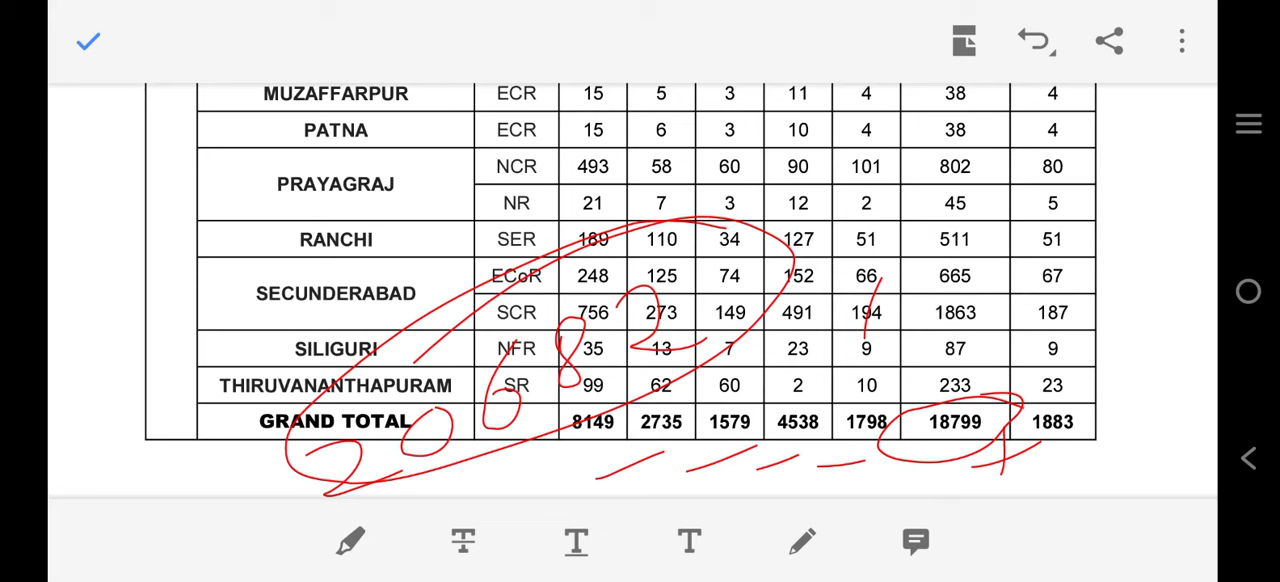 MUZAFFARPUR ECR 15 5 3 11 4 38 4
PATNA ECR 15 6 3 10 4 38 4
PRAYAGRAJ NCR 493 58 60 90 101 802 80
NR 21 7 3 12 2 45 5
RANCHI SER 189 110 34 127 51 511 51
SECUNDERABAD ECoR 248 125 74 152 66 665 67
SCR 756 273 149 491 194 1863 187
SILIGURI NFR 35 13 7 23 9 87 9
THIRUVANANTHAPURAM SR 99 62 60 2 10 233 23
GRAND TOTAL 8149 2735 1579 4538 1798 18799 1883
20682